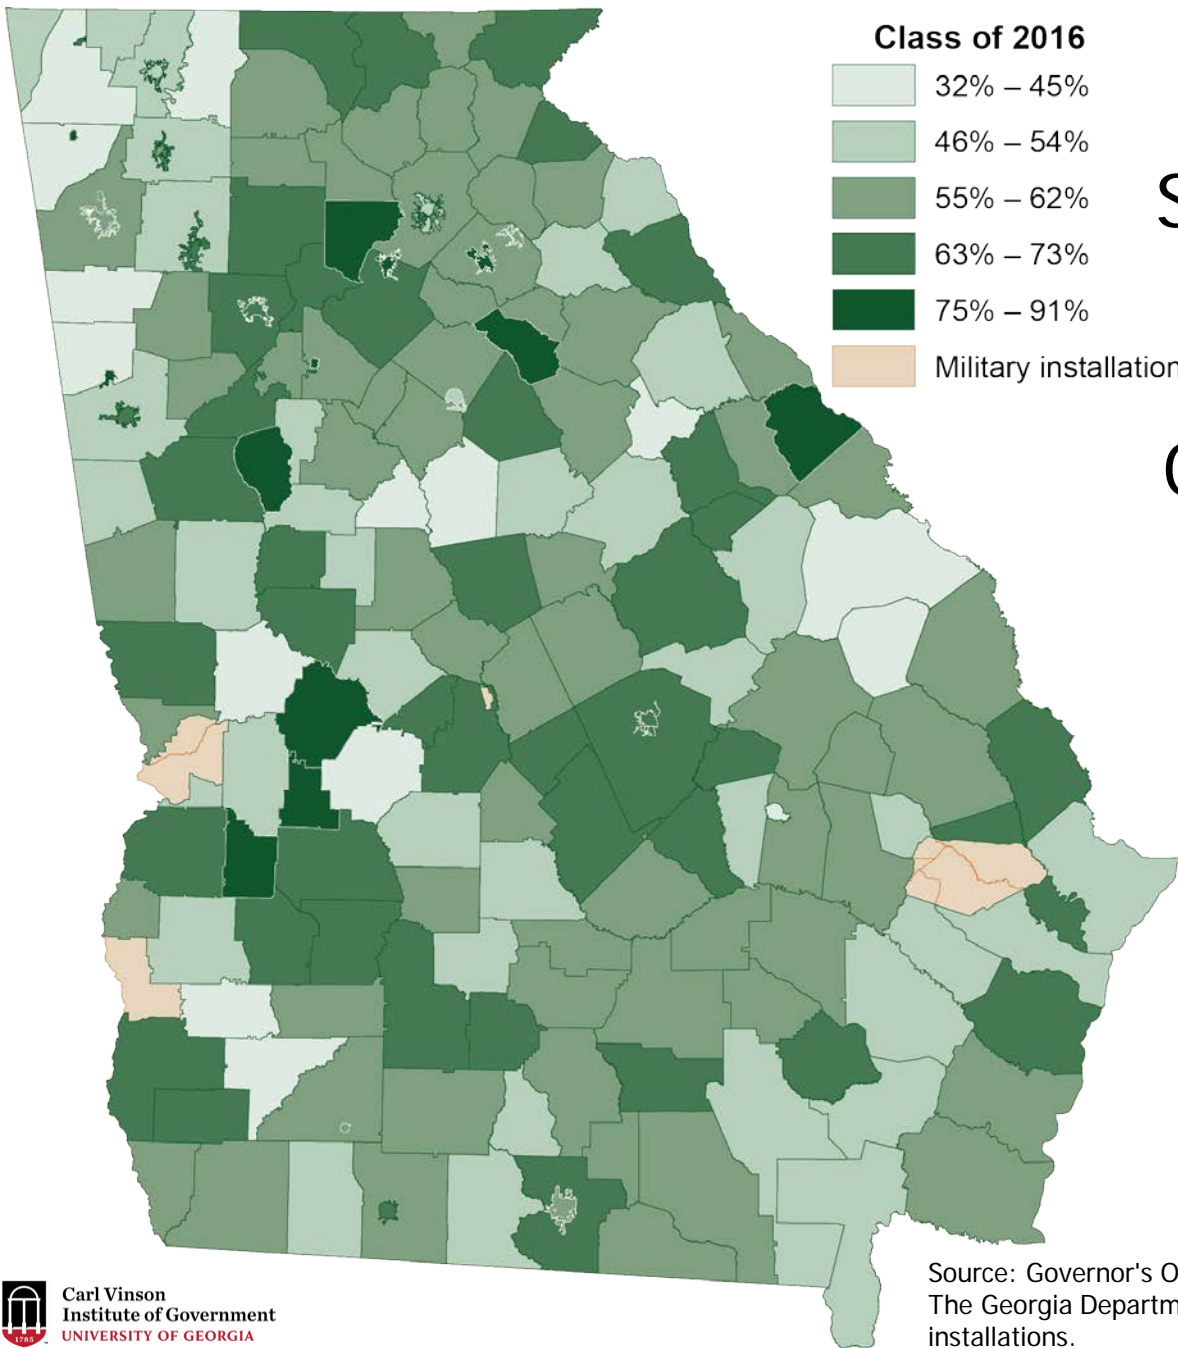 Class of 2016
32% – 45%
46% – 54%
55% – 62%
63% – 73%
75% – 91%
Military installation
S
Source: Governor's O
The Georgia Departm
installations.
1785
Carl Vinson
Institute of Government
UNIVERSITY OF GEORGIA